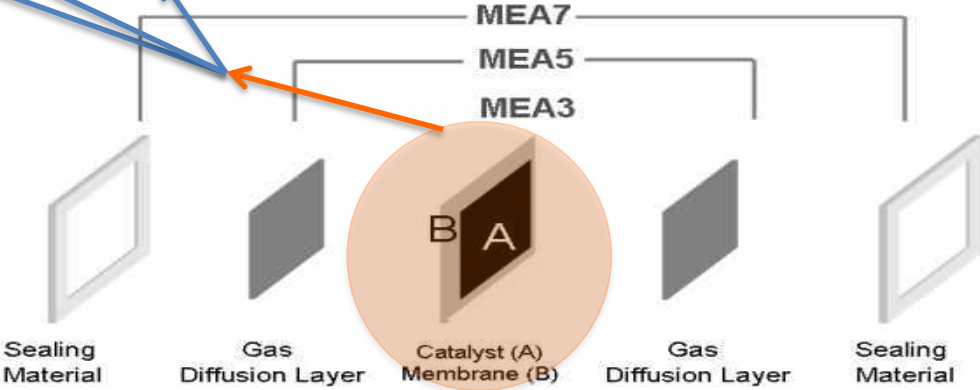 MEA7
MEA5
MEA3
B
A
Sealing
Material
Gas
Diffusion Layer
Catalyst (A)
Membrane (B)
Gas
Diffusion Layer
Sealing
Material